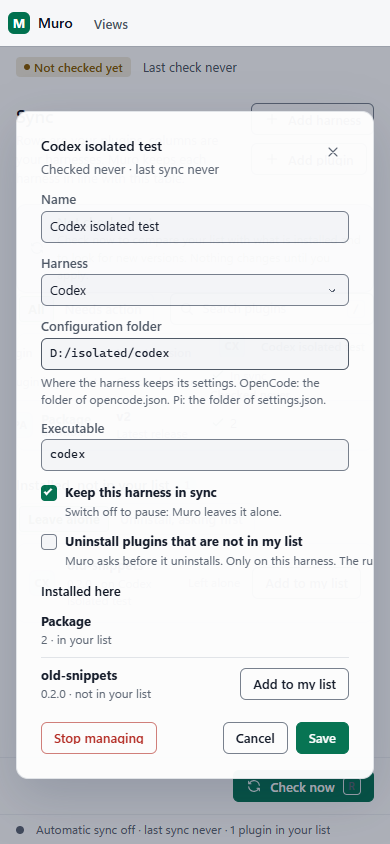 M Muro Views
Not checked yet Last check never
Sync
Add harness
Add plugin
Codex isolated test
Checked never · last sync never
Name
Codex isolated test
Harness
Codex
Configuration folder
D:/isolated/codex
Where the harness keeps its settings. OpenCode: the
folder of opencode.json. Pi: the folder of settings.json.
Executable
codex
Keep this harness in sync
Switch off to pause: Muro leaves it alone.
Uninstall plugins that are not in my list
Muro asks before it uninstalls. Only on this harness. The ru
Installed here
Package
2 · in your list
old-snippets
0.2.0 · not in your list
Add to my list
Stop managing Cancel Save
Check now
Automatic sync off · last sync never · 1 plugin in your list